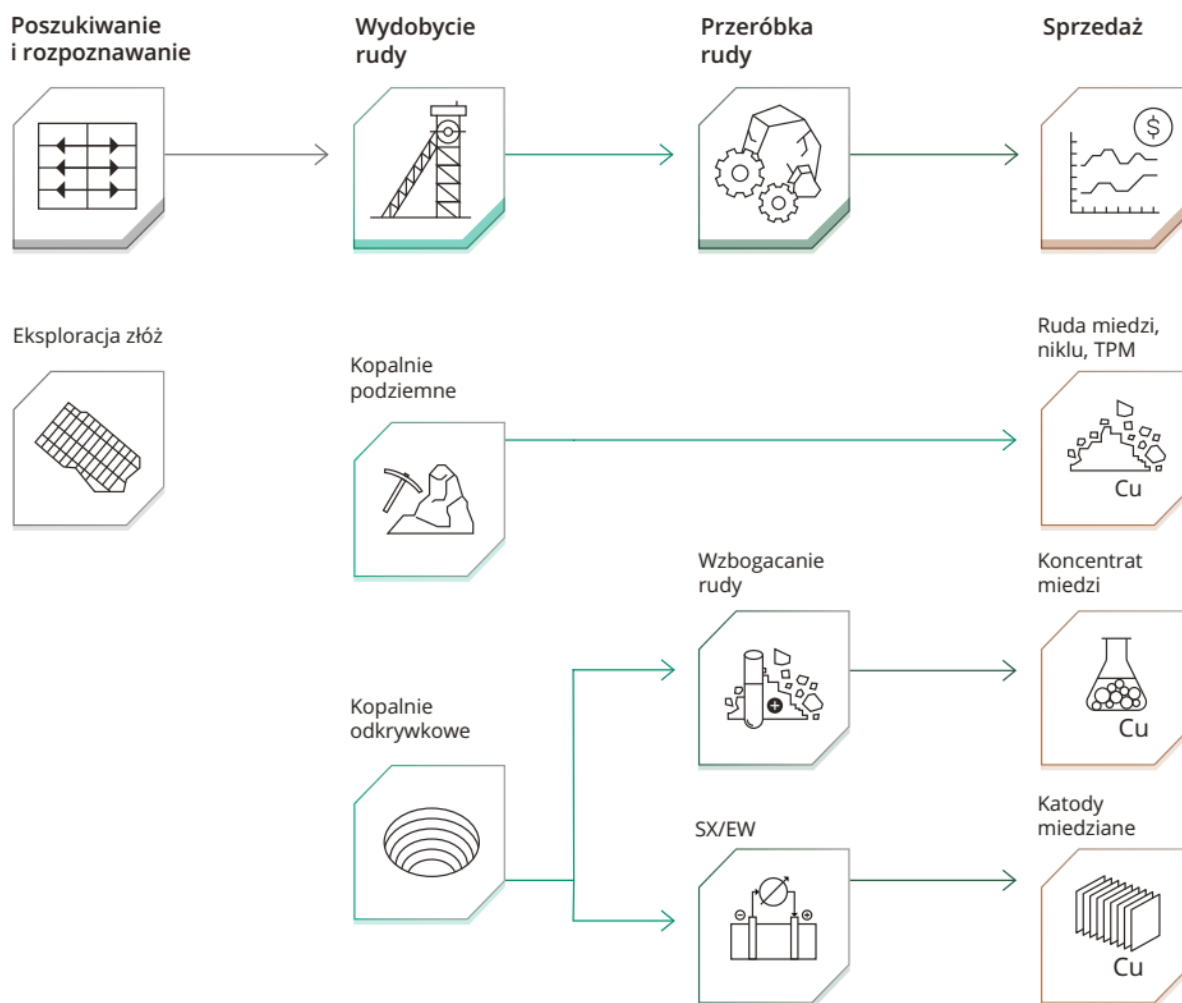 Poszukiwanie
i rozpoznawanie
Wydobycie
rudy
Przeróbka
rudy
Sprzedaż
$
Eksploracja złóż
Kopalnie
podziemne
Ruda miedzi,
niklu, TPM
Cu
Wzbogacanie
rudy
Koncentrat
miedzi
Cu
Kopalnie
odkrywkowe
SX/EW
Katody
miedziane
Cu